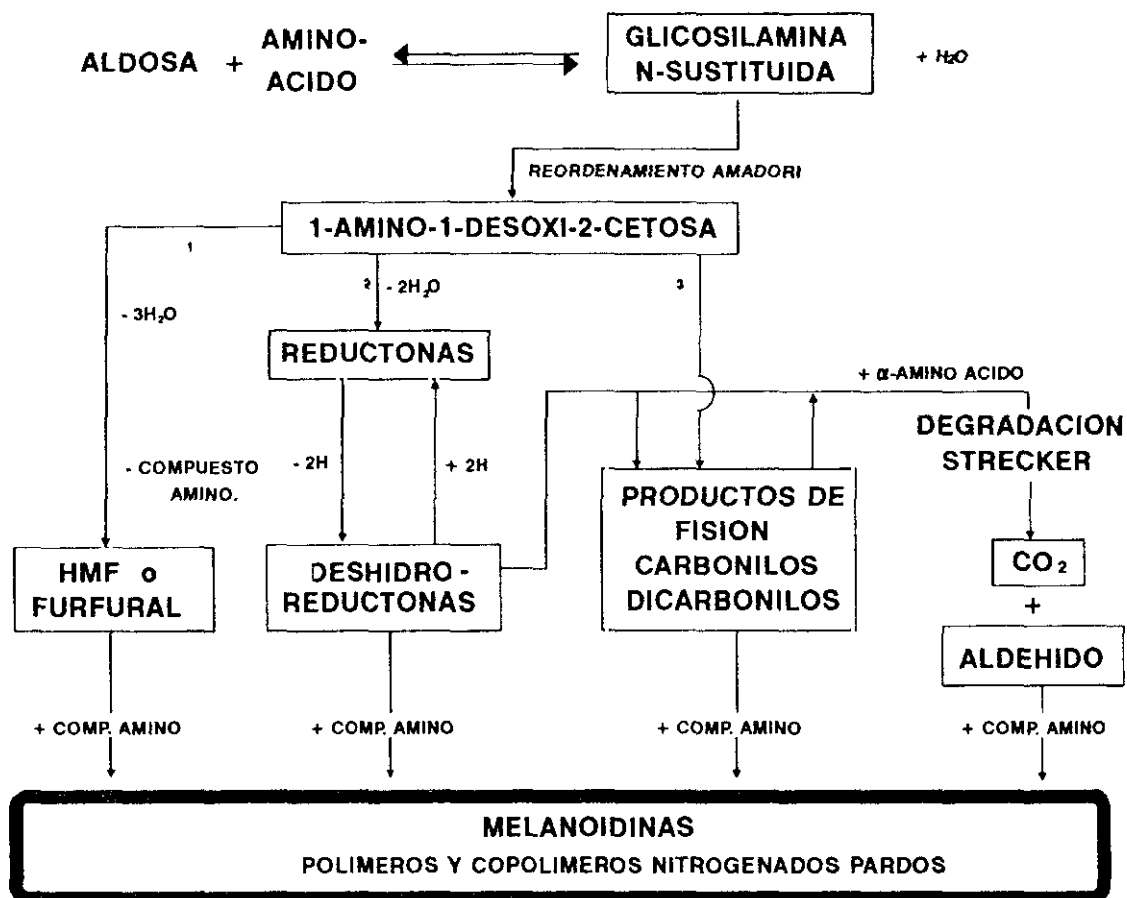 ALDOSA + AMINO-
ACIDO
GLICOSILAMINA
N-SUSTITUIDA
+ H₂O
REORDENAMIENTO AMADORI
1-AMINO-1-DESOXI-2-CETOSA
1
2
3
- 3H₂O
- 2H₂O
REDUCTONAS
+ α-AMINO ACIDO
DEGRADACION
STRECKER
- COMPUESTO
AMINO.
- 2H
+ 2H
HMF o
FURFURAL
DESHIDRO-
REDUCTONAS
PRODUCTOS DE
FISION
CARBONILOS
DICARBONILOS
CO₂
+
ALDEHIDO
+ COMP. AMINO
+ COMP. AMINO
+ COMP. AMINO
+ COMP. AMINO
MELANOIDINAS
POLIMEROS Y COPOLIMEROS NITROGENADOS PARDOS